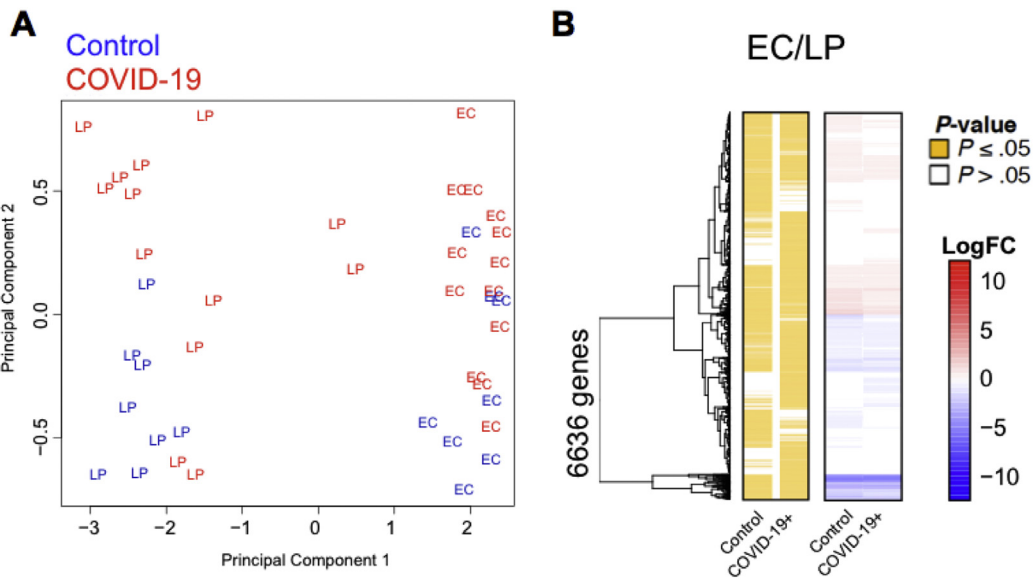 A
Control
COVID-19
LP
LP
EC
LP
LP
LP
LP
EC
EC
LP
EC
EC
EC
LP
EC
LP
EC
LP
LP
EC
EC
EC
EC
LP
EC
LP
LP
LP
EC
EC
LP
EC
LP
EC
EC
LP
EC
LP
EC
LP
LP
LP
EC
0.5
0.0
−0.5
Principal Component 2
−3
−2
−1
0
1
2
Principal Component 1
B
EC/LP
6636 genes
Control
COVID-19+
Control
COVID-19+
P-value
P ≤ .05
P > .05
LogFC
10
5
0
−5
−10